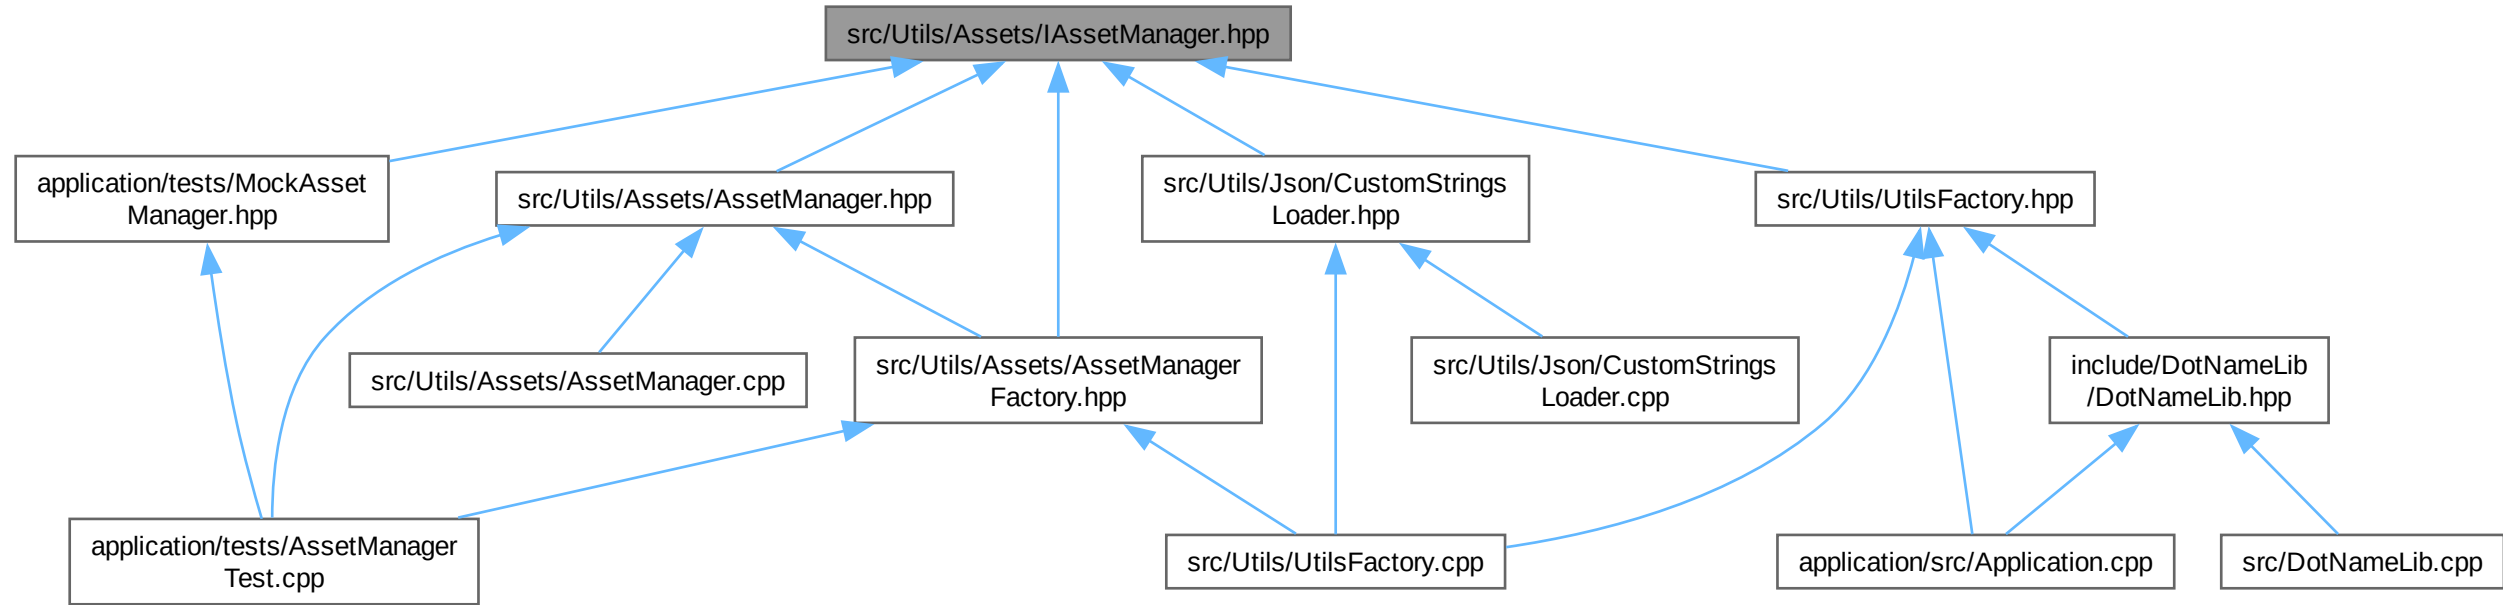 src/Utils/Assets/IAssetManager.hpp
application/tests/MockAsset
Manager.hpp
src/Utils/Assets/AssetManager.hpp
src/Utils/Json/CustomStrings
Loader.hpp
src/Utils/UtilsFactory.hpp
src/Utils/Assets/AssetManager.cpp
src/Utils/Assets/AssetManager
Factory.hpp
src/Utils/Json/CustomStrings
Loader.cpp
include/DotNameLib
/DotNameLib.hpp
application/tests/AssetManager
Test.cpp
src/Utils/UtilsFactory.cpp
application/src/Application.cpp
src/DotNameLib.cpp